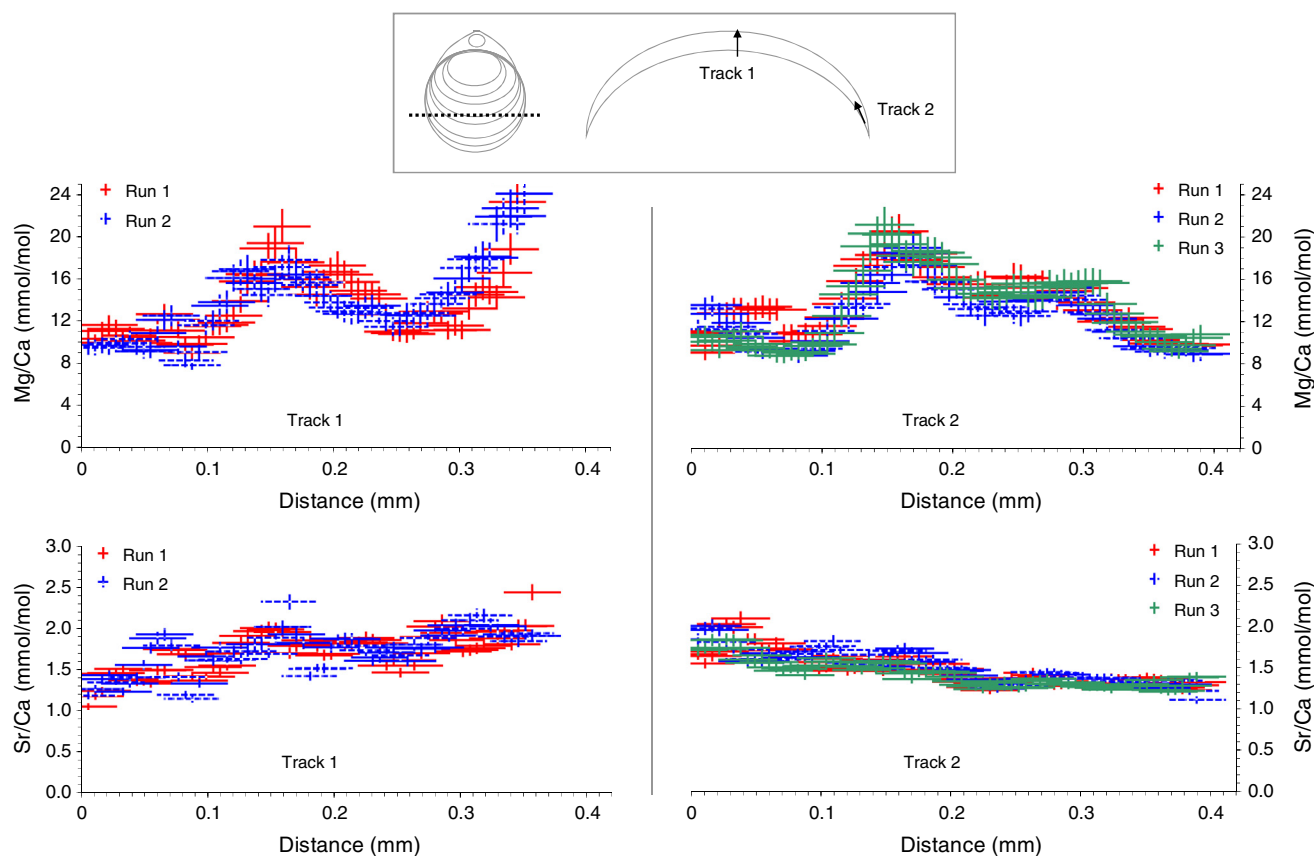 Track 1
Track 2
Run 1
Run 2
24
20
16
12
8
4
0
Mg/Ca (mmol/mol)
Track 1
0
0.1
0.2
0.3
0.4
Distance (mm)
Run 1
Run 2
Run 3
24
20
16
12
8
4
0
Mg/Ca (mmol/mol)
Track 2
0
0.1
0.2
0.3
0.4
Distance (mm)
Run 1
Run 2
3.0
2.5
2.0
1.5
1.0
0.5
0.0
Sr/Ca (mmol/mol)
Track 1
0
0.1
0.2
0.3
0.4
Distance (mm)
Run 1
Run 2
Run 3
3.0
2.5
2.0
1.5
1.0
0.5
0.0
Sr/Ca (mmol/mol)
Track 2
0
0.1
0.2
0.3
0.4
Distance (mm)